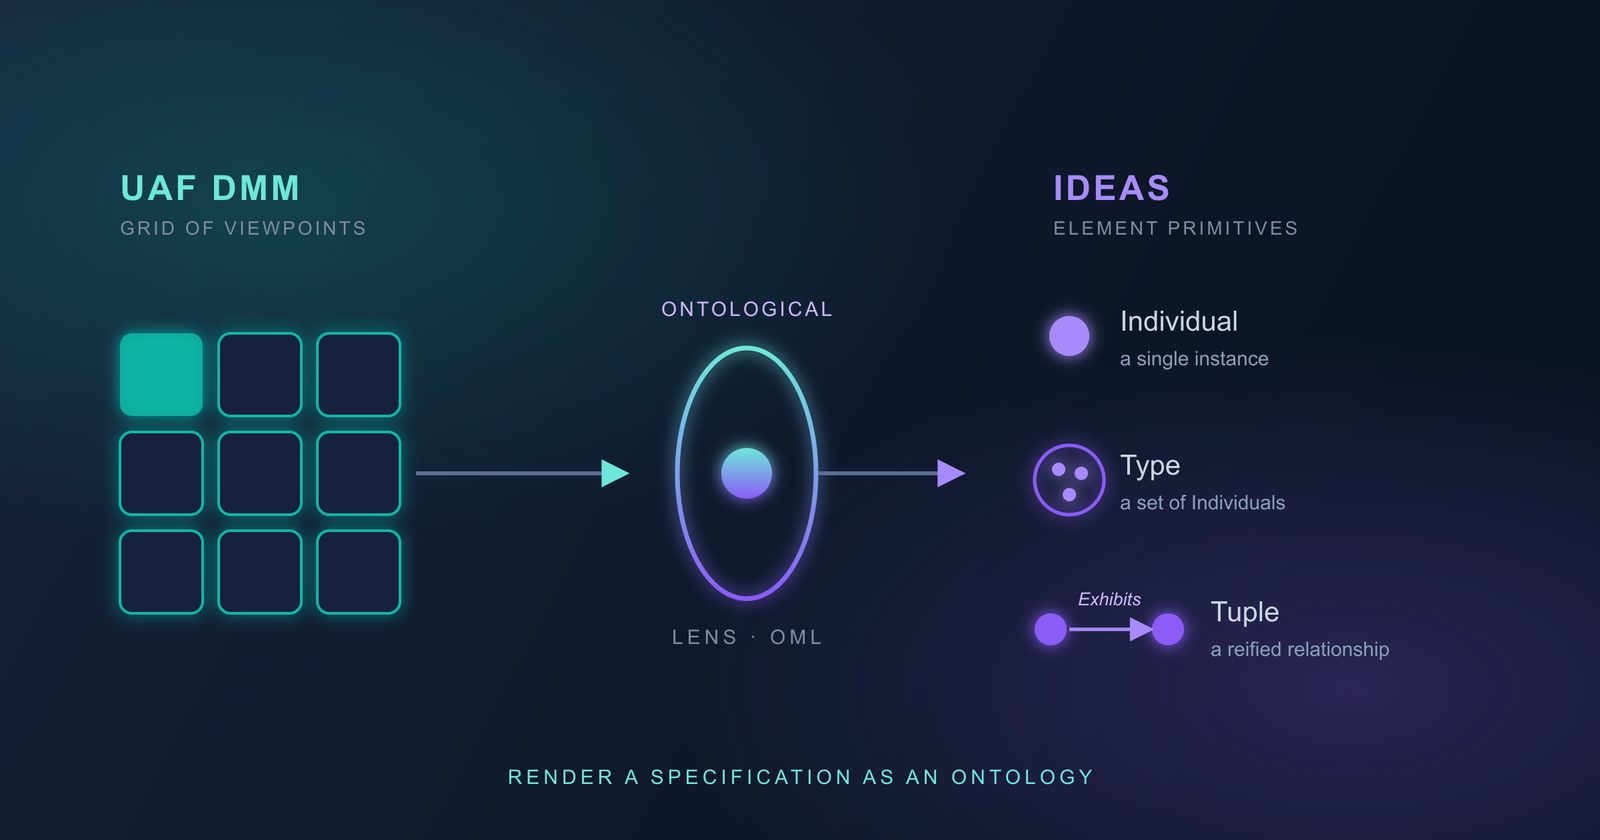 UAF DMM
GRID OF VIEWPOINTS
ONTOLOGICAL
LENS · OML
IDEAS
ELEMENT PRIMITIVES
Individual
a single instance
Type
a set of Individuals
Exhibits
Tuple
a reified relationship
RENDER A SPECIFICATION AS AN ONTOLOGY